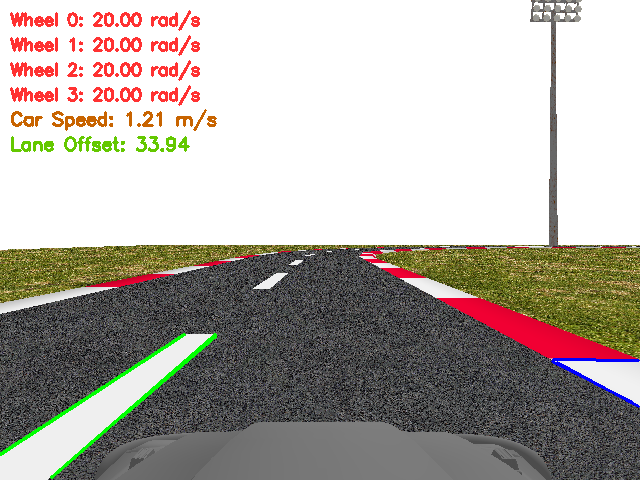 Wheel 0: 20.00 rad/s
Wheel 1: 20.00 rad/s
Wheel 2: 20.00 rad/s
Wheel 3: 20.00 rad/s
Car Speed: 1.21 m/s
Lane Offset: 33.94